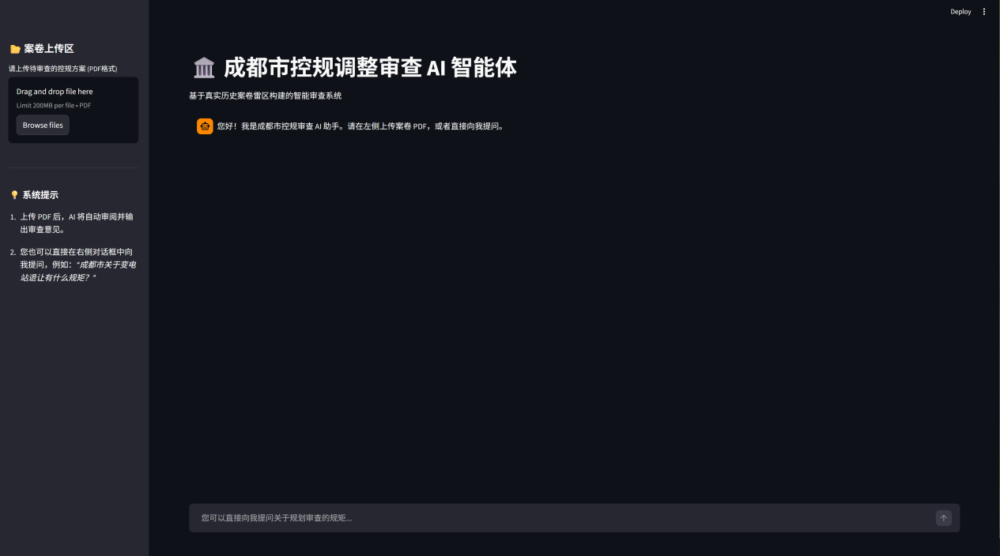 Deploy
案卷上传区
请上传待审查的控规方案 (PDF格式)
Drag and drop file here
Limit 200MB per file • PDF
Browse files
系统提示
1. 上传 PDF 后，AI 将自动审阅并输
出审查意见。
2. 您也可以直接在右侧对话框中向
我提问，例如：“成都市关于变电
站退让有什么规矩？”
成都市控规调整审查 AI 智能体
基于真实历史案卷雷区构建的智能审查系统
您好！我是成都市控规审查 AI 助手。请在左侧上传案卷 PDF，或者直接向我提问。
您可以直接向我提问关于规划审查的规矩...